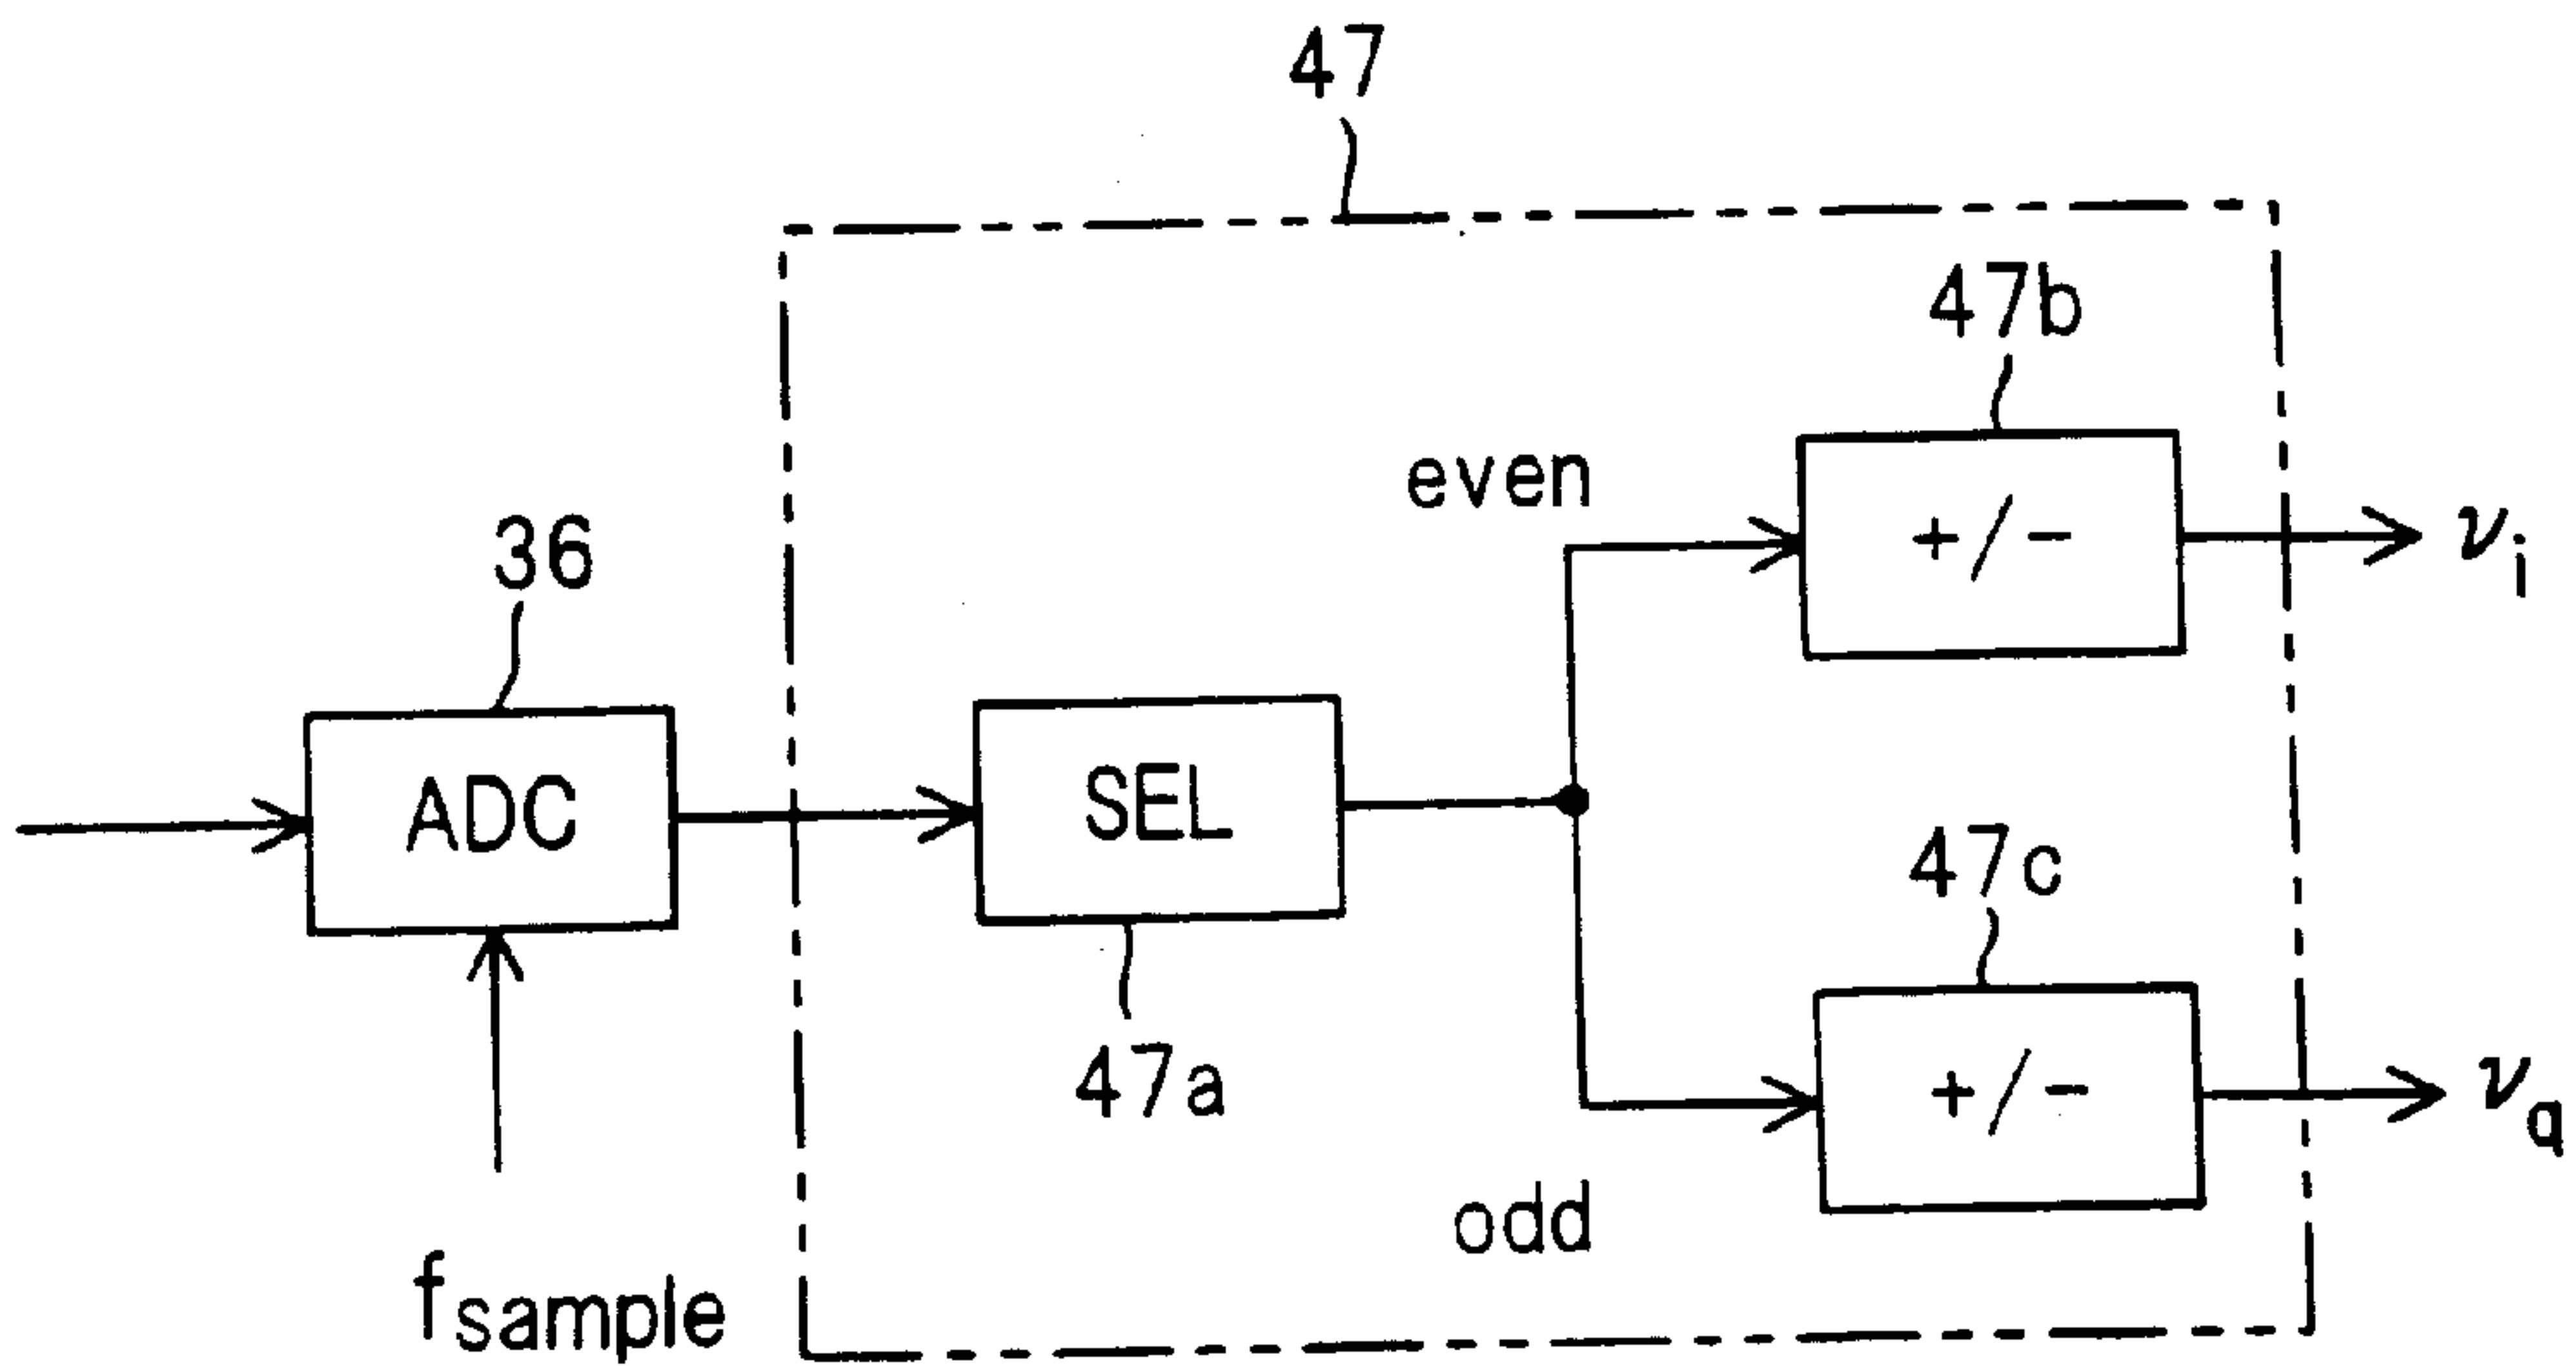 47
47b
even
+/-
νi
36
ADC
SEL
47c
47a
+/-
νq
odd
fsample